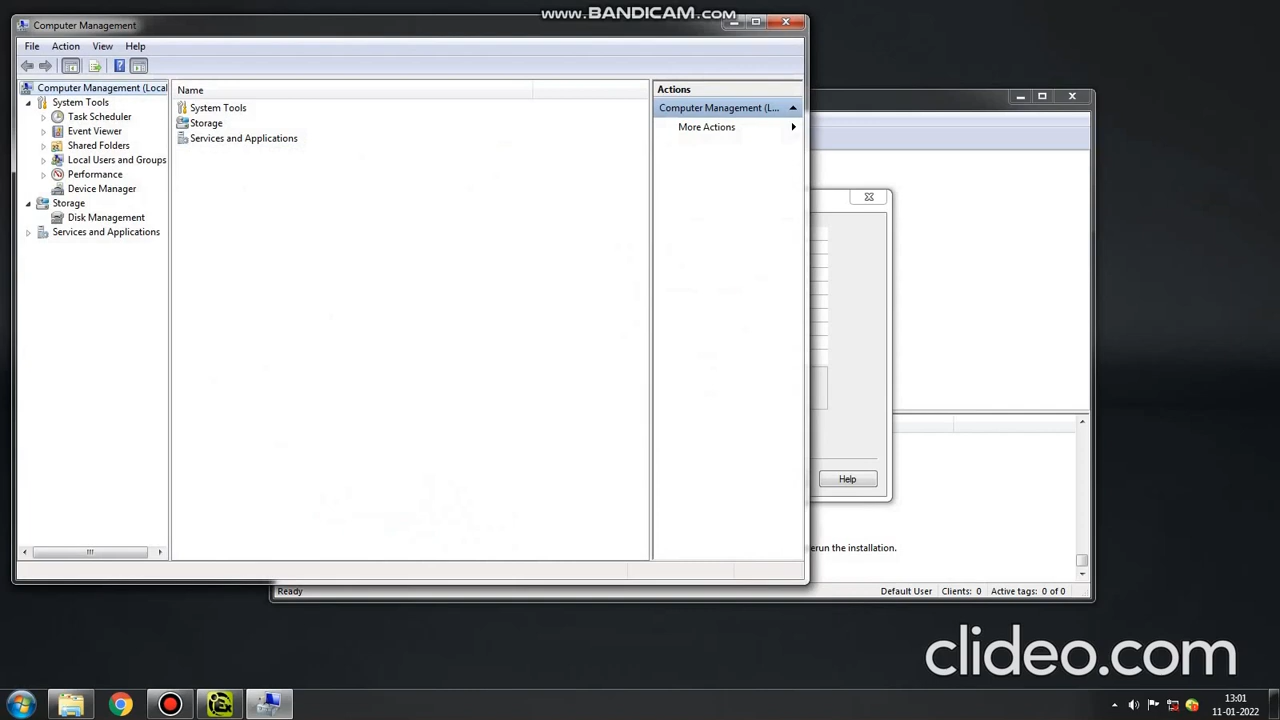 www.BANDICAM.com
Computer Management
File Action View Help
Computer Management (Local
System Tools
Task Scheduler
Event Viewer
Shared Folders
Local Users and Groups
Performance
Device Manager
Storage
Disk Management
Services and Applications
Name
System Tools
Storage
Services and Applications
Actions
Computer Management (L...
More Actions
Help
erun the installation.
Ready
Default User Clients: 0 Active tags: 0 of 0
clideo.com
13:01
11-01-2022